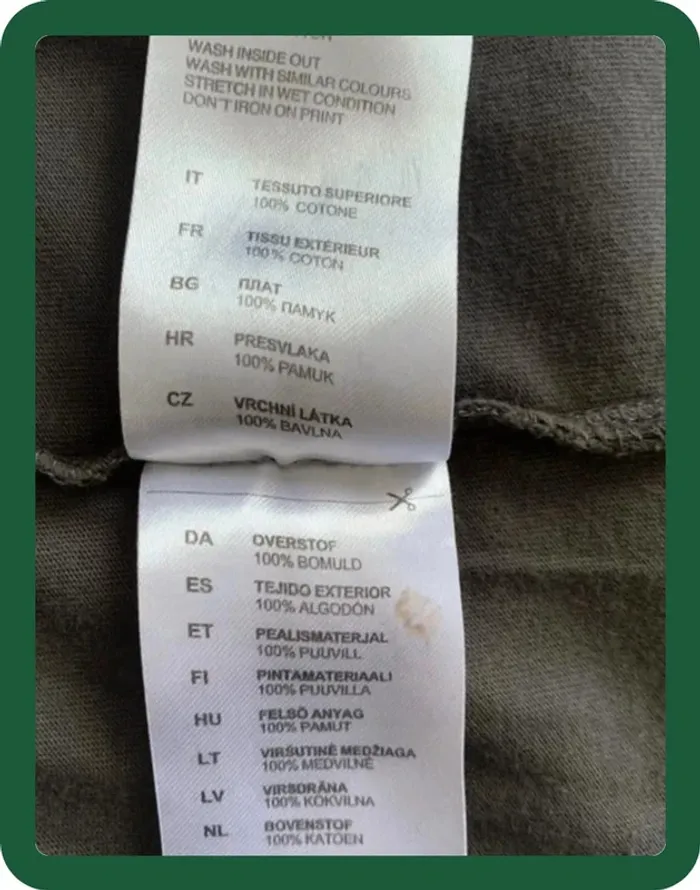 WASH INSIDE OUT
WASH WITH SIMILAR COLOURS
STRETCH IN WET CONDITION
DON'T IRON ON PRINT
IT TESSUTO SUPERIORE
100% COTONE
FR TISSU EXTÉRIEUR
100% COTON
BG ПЛАТ
100% ПАМУК
HR PRESVLAKA
100% PAMUK
CZ VRCHNÍ LÁTKA
100% BAVLNA
DA OVERSTOF
100% BOMULD
ES TEJIDO EXTERIOR
100% ALGODÓN
ET PEALISMATERJAL
100% PUUVILL
FI PINTAMATERIAALI
100% PUUVILLA
HU FELSŐ ANYAG
100% PAMUT
LT VIRŠUTINĖ MEDŽIAGA
100% MEDVILNĖ
LV VIRSDRĀNA
100% KOKVILNA
NL BOVENSTOF
100% KATOEN